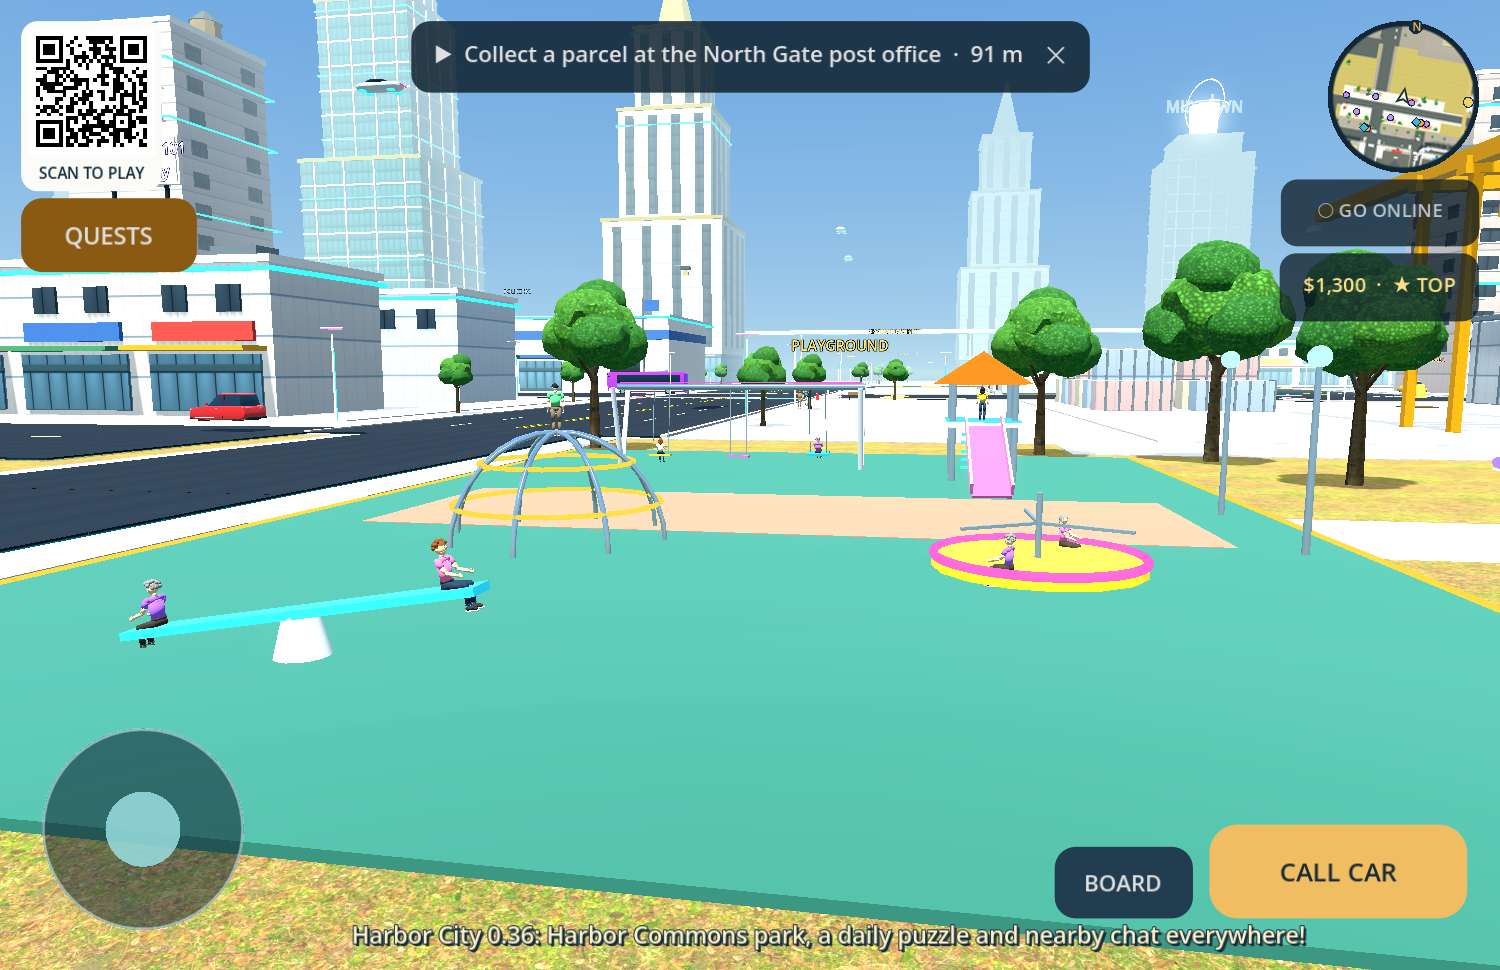 Collect a parcel at the North Gate post office · 91 m
N
SCAN TO PLAY
QUESTS
GO ONLINE
$1,300 · ★ TOP
PLAYGROUND
BOARD
CALL CAR
Harbor City 0.36: Harbor Commons park, a daily puzzle and nearby chat everywhere!